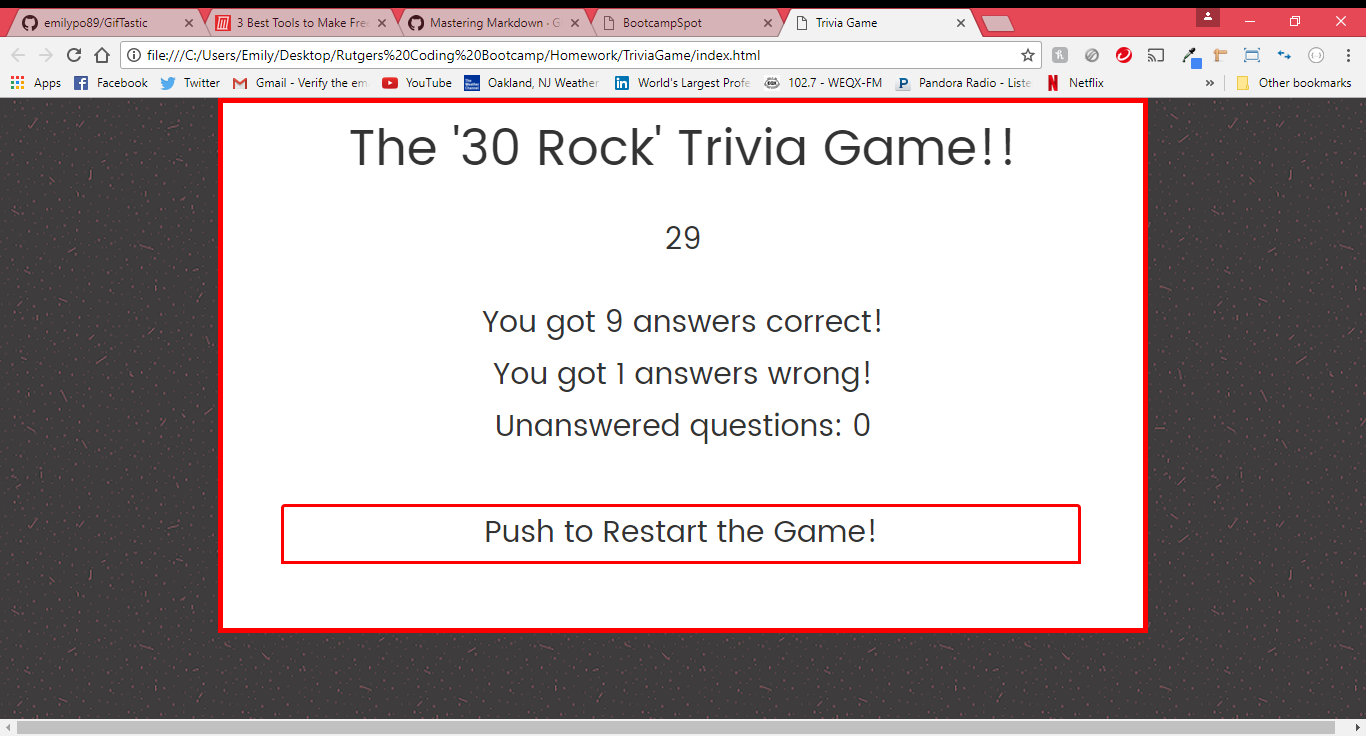 emilypo89/GifTastic
3 Best Tools to Make Fre
Mastering Markdown · G
BootcampSpot
Trivia Game
file:///C:/Users/Emily/Desktop/Rutgers%20Coding%20Bootcamp/Homework/TriviaGame/index.html
Apps Facebook Twitter Gmail - Verify the em YouTube Oakland, NJ Weather World's Largest Profe 102.7 - WEQX-FM Pandora Radio - Liste Netflix » Other bookmarks
The '30 Rock' Trivia Game!!
29
You got 9 answers correct!
You got 1 answers wrong!
Unanswered questions: 0
Push to Restart the Game!